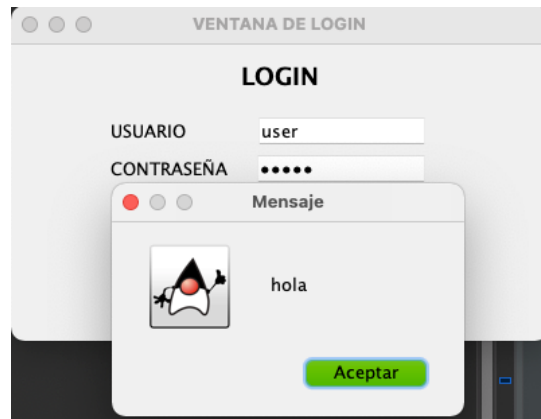 VENTANA DE LOGIN
LOGIN
USUARIO user
CONTRASEÑA •••••
Mensaje
hola
Aceptar